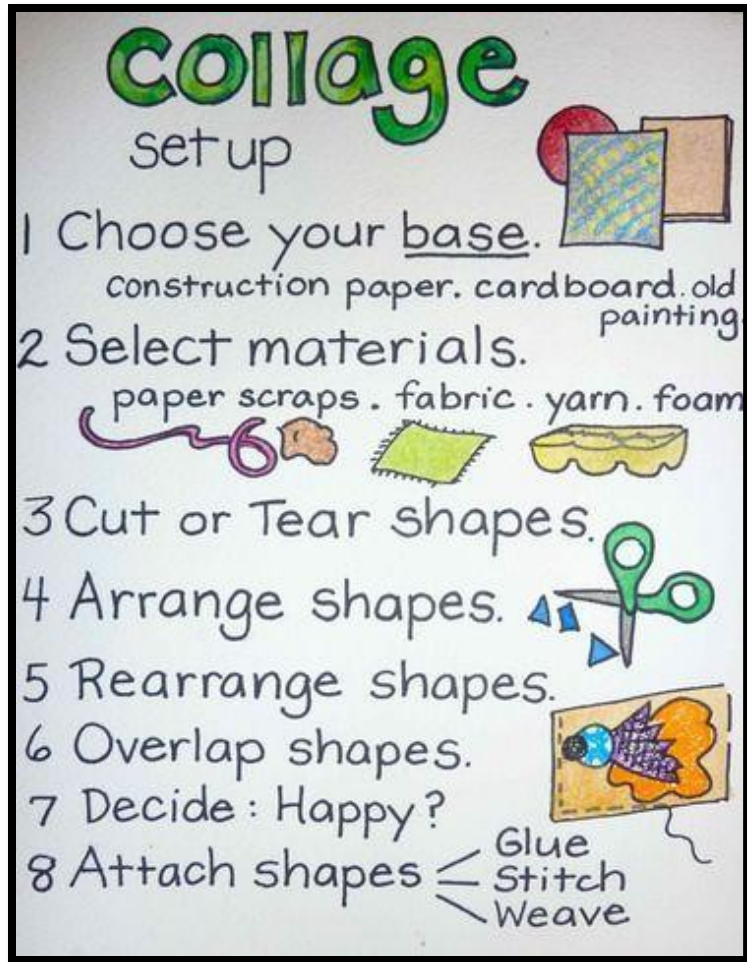 collage
set up
1 Choose your base.
construction paper. cardboard. old
painting
2 Select materials.
paper scraps. fabric. yarn. foam
3 Cut or Tear shapes.
4 Arrange shapes.
5 Rearrange shapes.
6 Overlap shapes.
7 Decide: Happy?
8 Attach shapes
Glue
Stitch
Weave